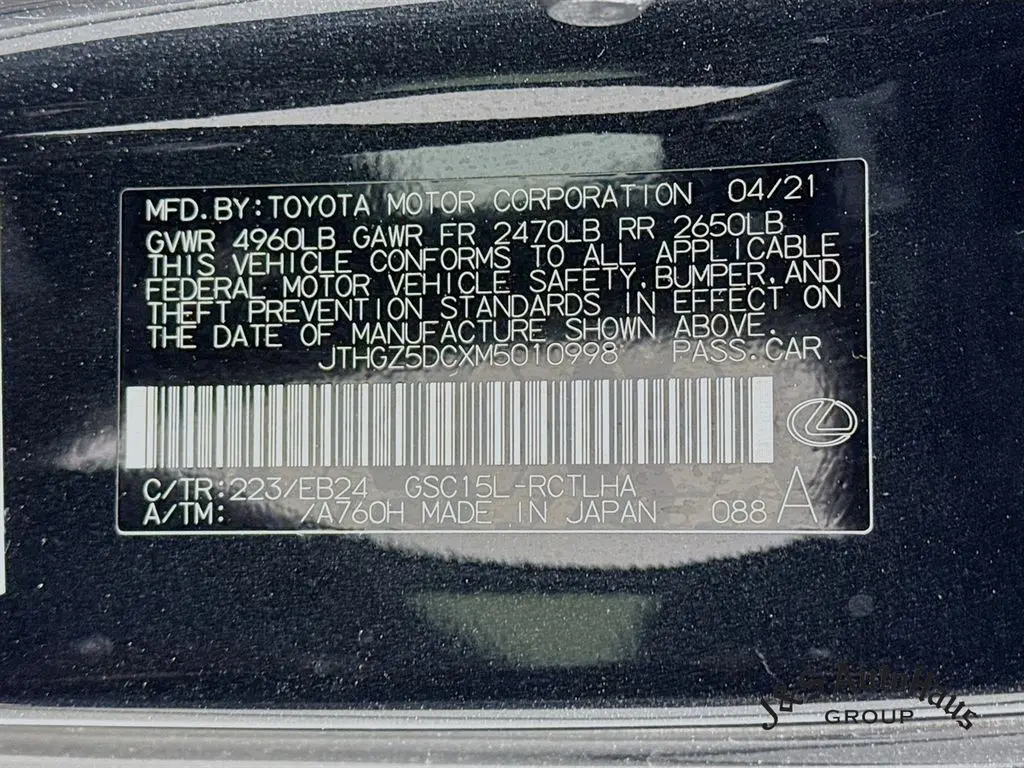 MFD.BY:TOYOTA MOTOR CORPORATION 04/21
GVWR 4960LB GAWR FR 2470LB RR 2650LB
THIS VEHICLE CONFORMS TO ALL APPLICABLE
FEDERAL MOTOR VEHICLE SAFETY,BUMPER,AND
THEFT PREVENTION STANDARDS IN EFFECT ON
THE DATE OF MANUFACTURE SHOWN ABOVE.
JTHGZ5DCXM5010998 PASS.CAR
C/TR:223/EB24 GSC15L-RCTLHA
A/TM: /A760H MADE IN JAPAN 088 A
AutoHaus
GROUP